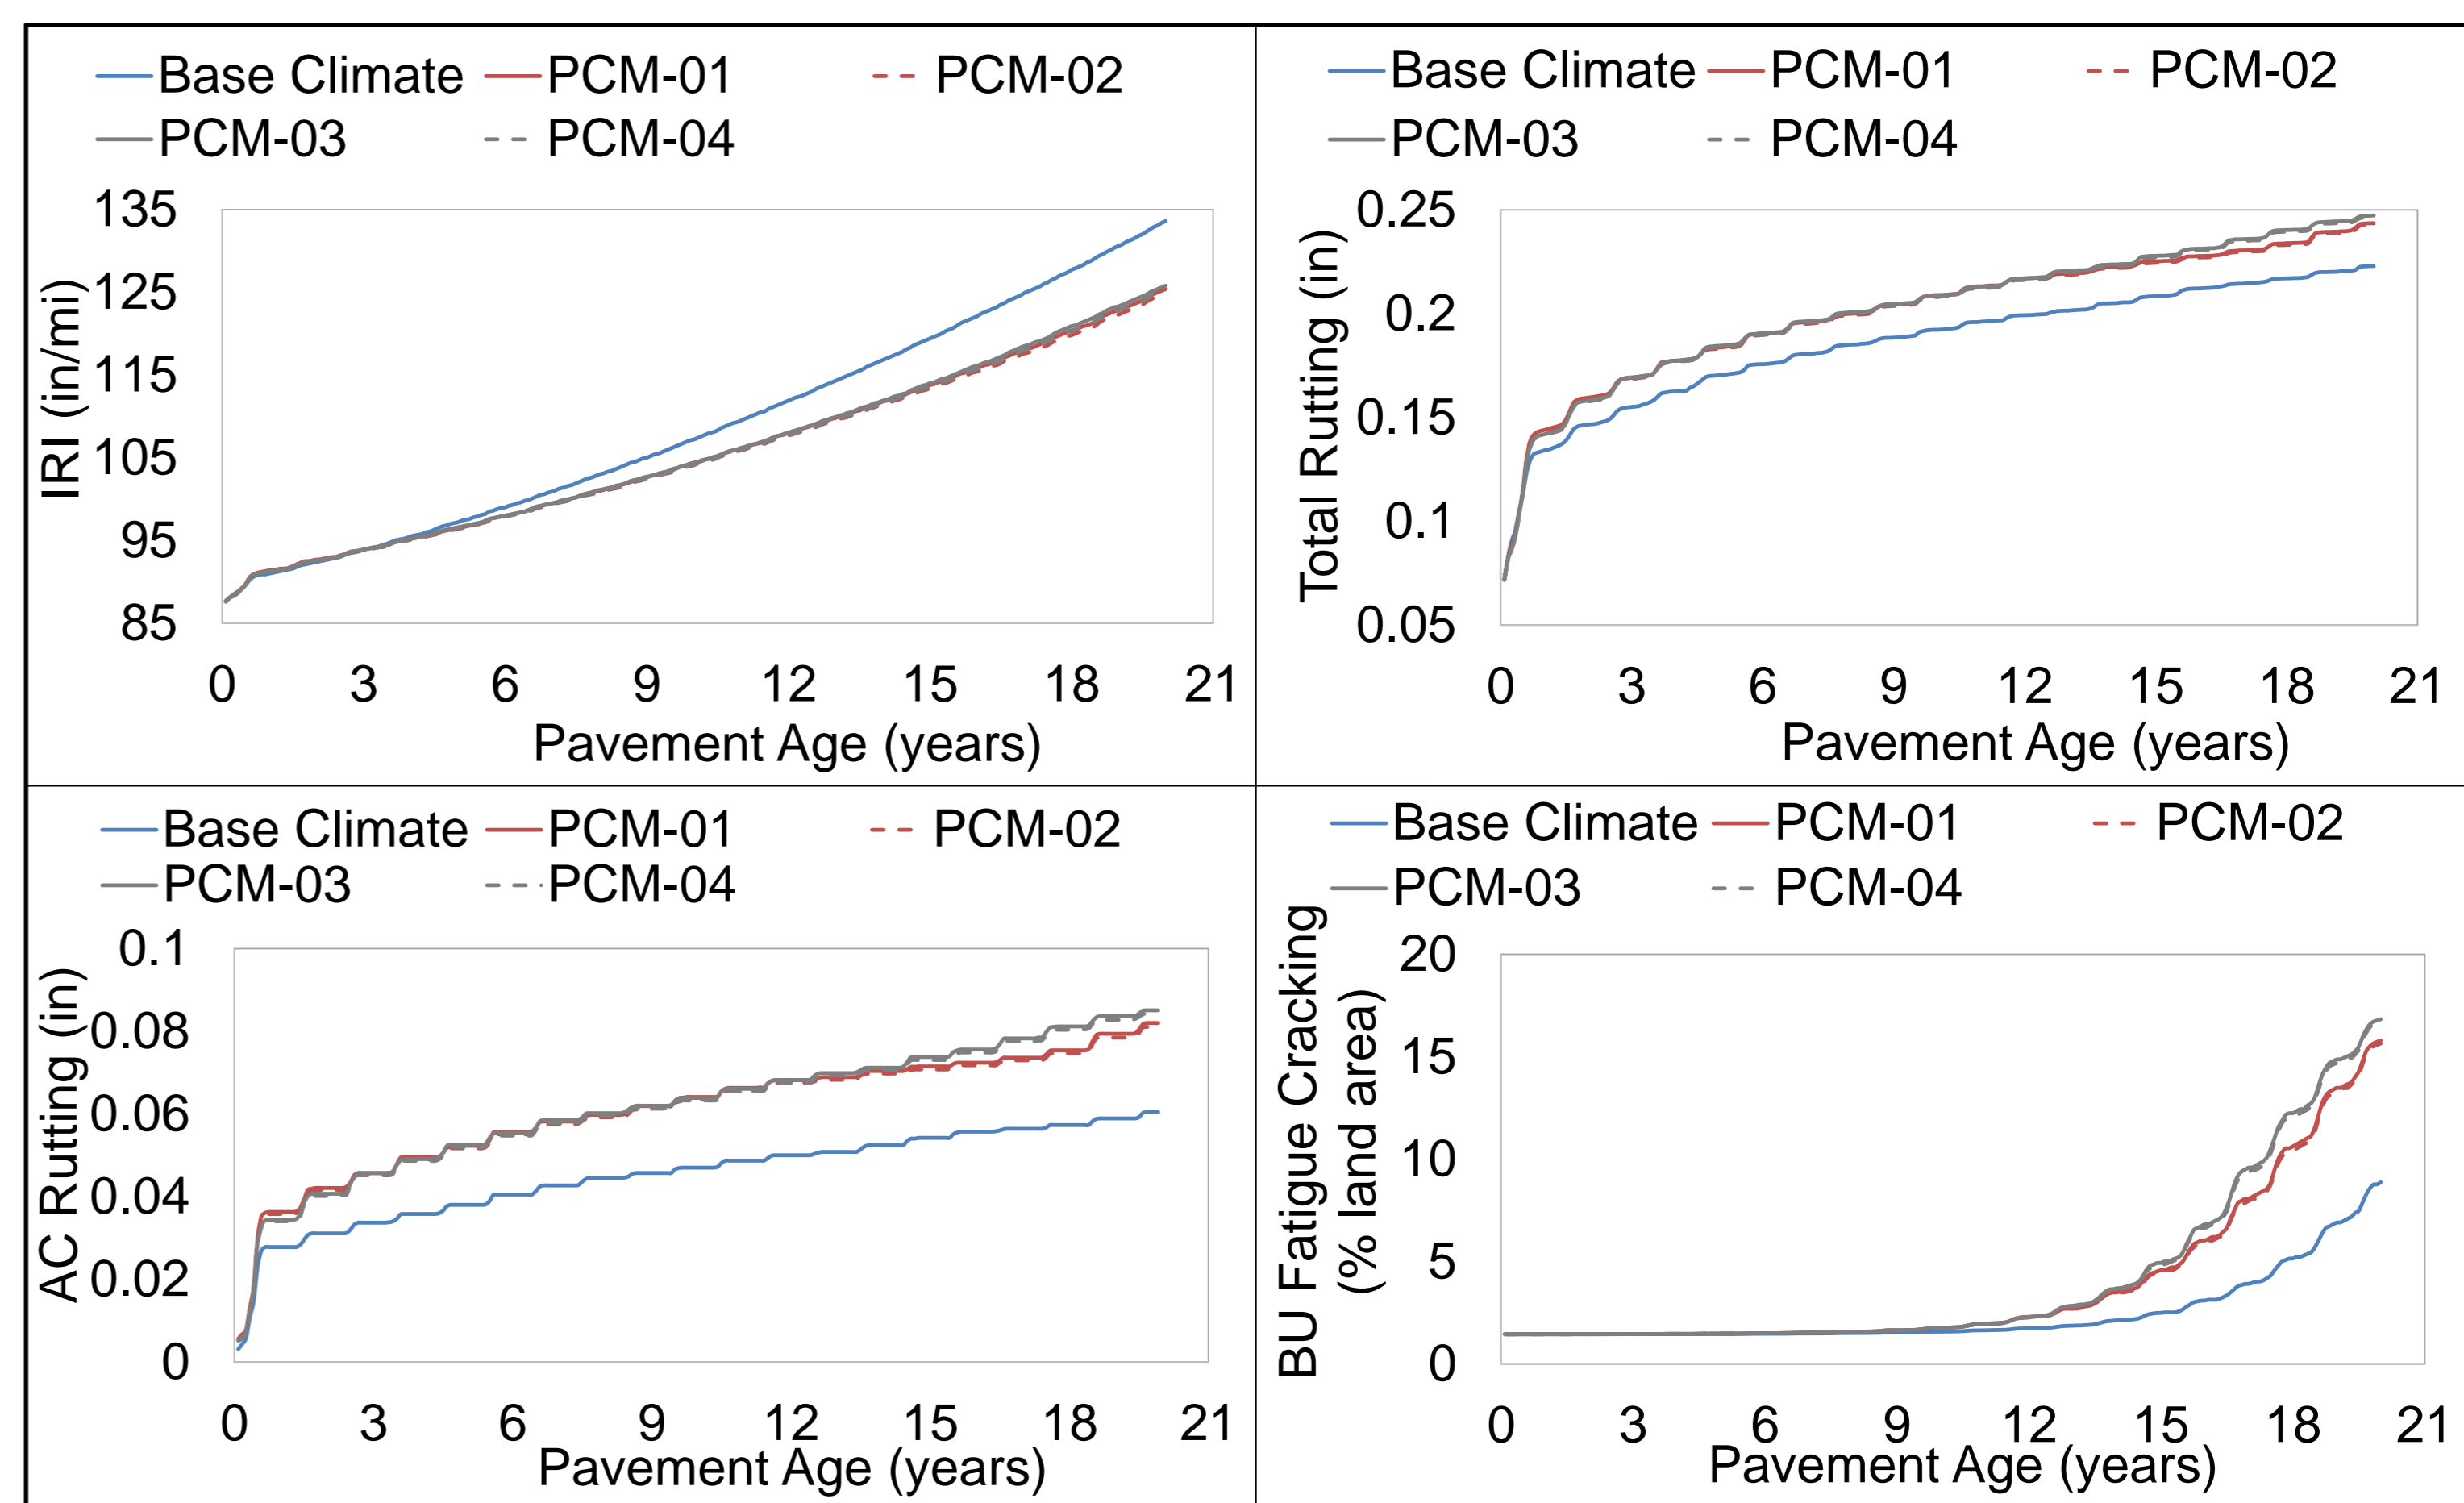 Base Climate PCM-01 PCM-02
PCM-03 PCM-04
135
125
115
105
95
85
IRI (in/mi)
0 3 6 9 12 15 18 21
Pavement Age (years)
Base Climate PCM-01 PCM-02
PCM-03 PCM-04
0.25
0.2
0.15
0.1
0.05
Total Rutting (in)
0 3 6 9 12 15 18 21
Pavement Age (years)
Base Climate PCM-01 PCM-02
PCM-03 PCM-04
0.1
0.08
0.06
0.04
0.02
0
AC Rutting (in)
0 3 6 9 12 15 18 21
Pavement Age (years)
Base Climate PCM-01 PCM-02
PCM-03 PCM-04
20
15
10
5
0
BU Fatigue Cracking
(% land area)
0 3 6 9 12 15 18 21
Pavement Age (years)